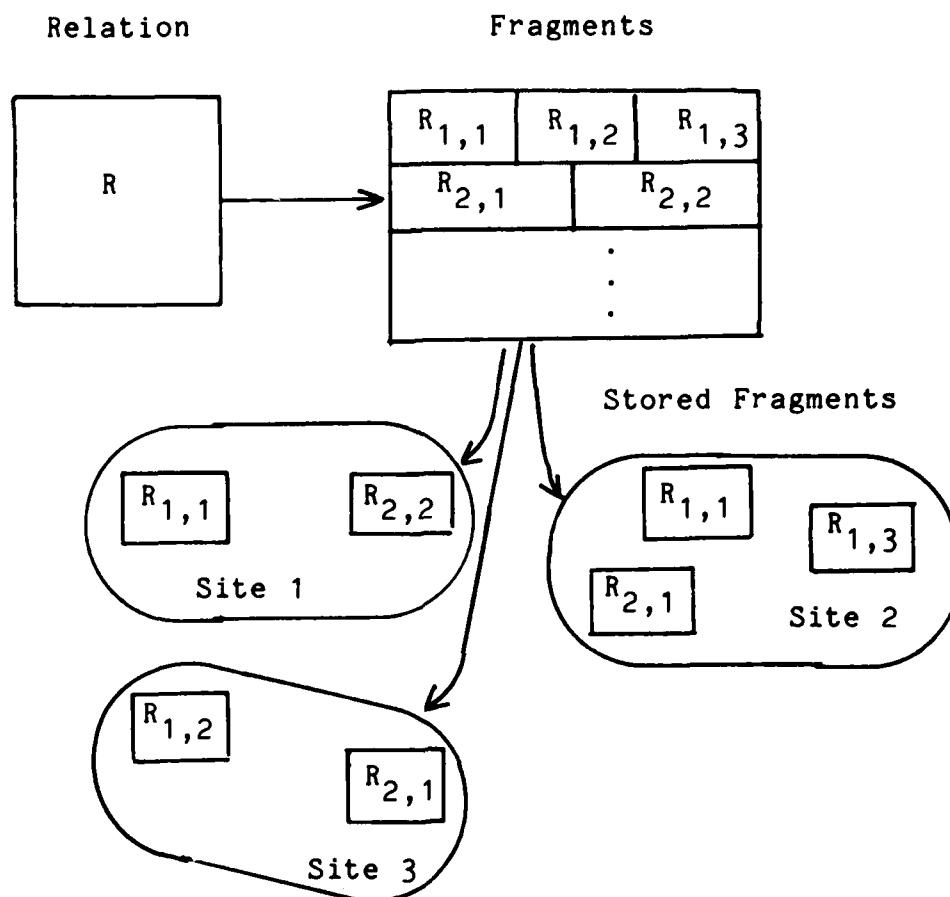 Relation
Fragments
R
R1,1 R1,2 R1,3
R2,1 R2,2
.
.
.
Stored Fragments
R1,1 R2,2
Site 1
R1,1
R1,3
R2,1
Site 2
R1,2
R2,1
Site 3